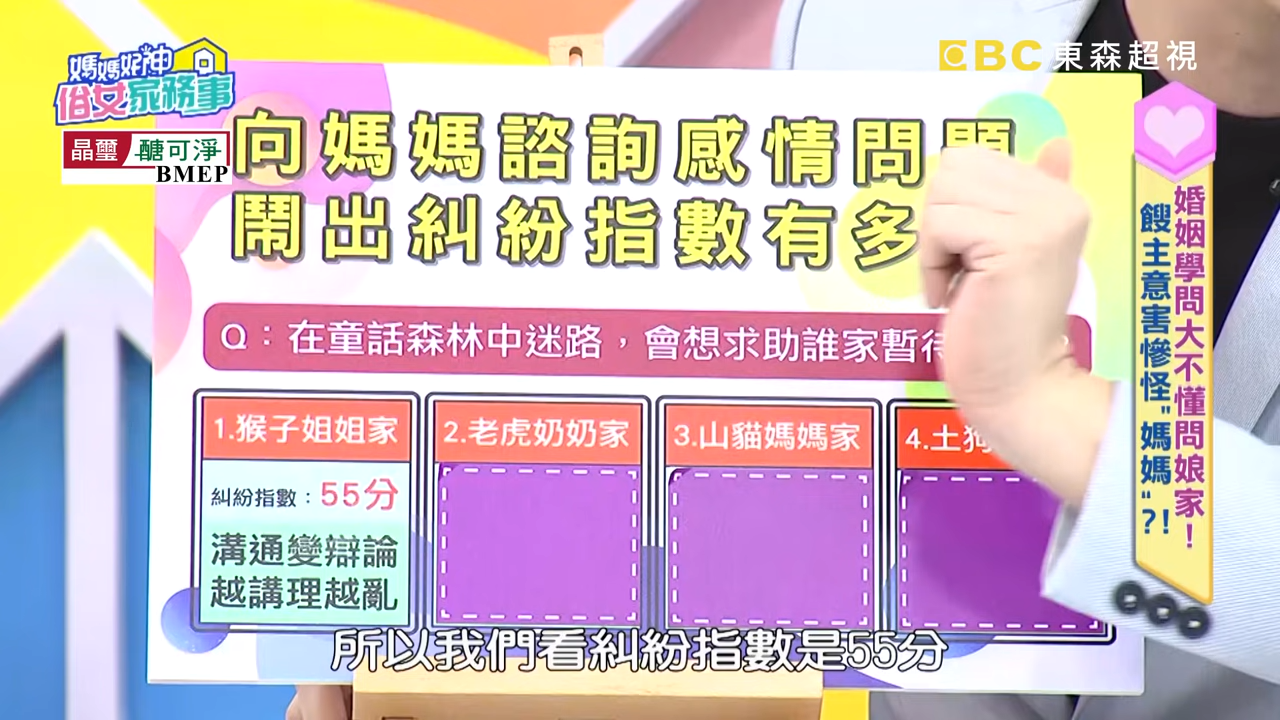 媽媽好神
俗女家務事
EBC 東森超視
晶璽 醣可淨
BMEP
向媽媽諮詢感情問題
鬧出糾紛指數有多
Q：在童話森林中迷路，會想求助誰家暫待
1.猴子姐姐家
糾紛指數：55分
溝通變辯論
越講理越亂
2.老虎奶奶家
3.山貓媽媽家
4.土狗
婚姻學問大不懂問娘家！
餿主意害慘怪"媽媽"?!
所以我們看糾紛指數是55分